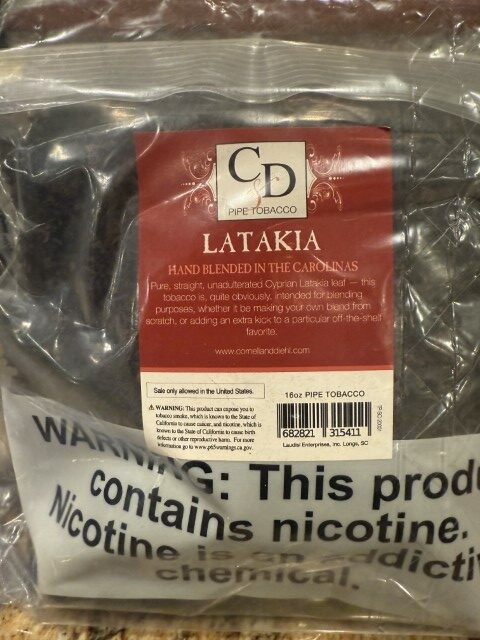 C&D
PIPE TOBACCO
LATAKIA
HAND BLENDED IN THE CAROLINAS
Pure, straight, unadulterated Cyprian Latakia leaf — this
tobacco is, quite obviously, intended for blending
purposes, whether it be making your own blend from
scratch, or adding an extra kick to a particular off-the-shelf
favorite.
www.cornellanddiehl.com
Sale only allowed in the United States.
⚠ WARNING: This product can expose you to
tobacco smoke, which is known to the State of
California to cause cancer, and nicotine, which is
known to the State of California to cause birth
defects or other reproductive harm. For more
information go to www.p65warnings.ca.gov.
16oz PIPE TOBACCO
682821 315411
Laudisi Enterprises, Inc. Longs, SC
WARNING: This produ
contains nicotine.
Nicotine is an addicti
chemical.